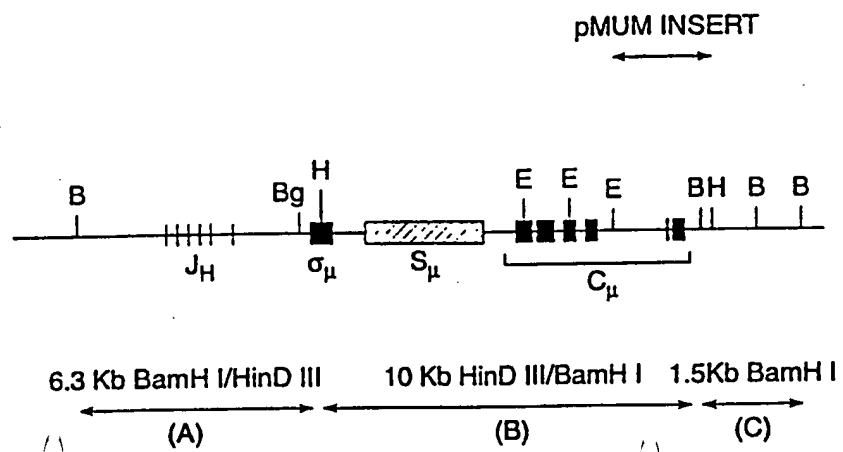 pMUM INSERT
B Bg H E E E B H B B
J_H σ_μ S_μ C_μ
6.3 Kb BamH I/HinD III 10 Kb HinD III/BamH I 1.5Kb BamH I
(A) (B) (C)